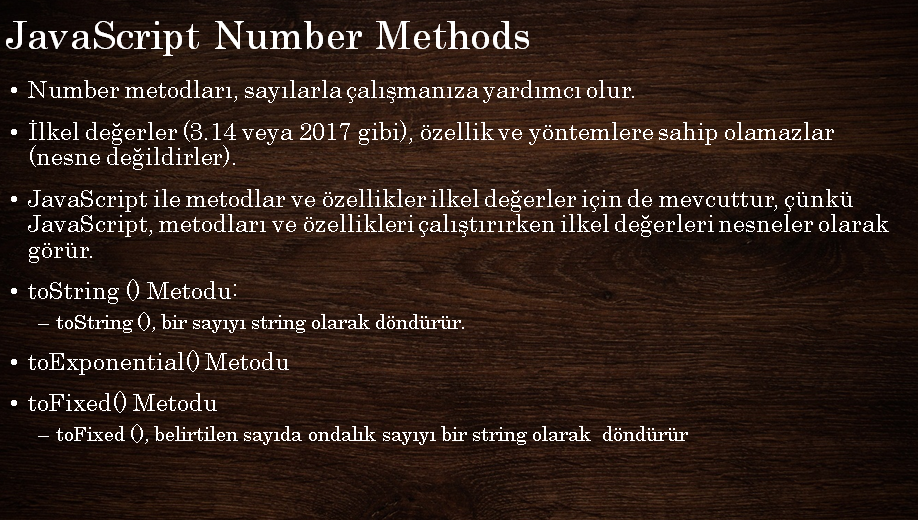 JavaScript Number Methods
• Number metodları, sayılarla çalışmanıza yardımcı olur.
• İlkel değerler (3.14 veya 2017 gibi), özellik ve yöntemlere sahip olamazlar
(nesne değildirler).
• JavaScript ile metodlar ve özellikler ilkel değerler için de mevcuttur, çünkü
JavaScript, metodları ve özellikleri çalıştırırken ilkel değerleri nesneler olarak
görür.
• toString () Metodu:
– toString (), bir sayıyı string olarak döndürür.
• toExponential() Metodu
• toFixed() Metodu
– toFixed (), belirtilen sayıda ondalık sayıyı bir string olarak  döndürür